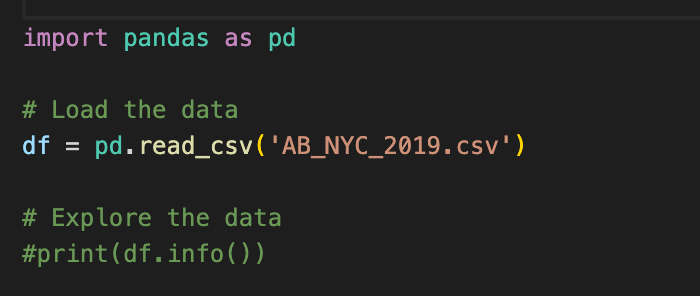 import pandas as pd
# Load the data
df = pd.read_csv('AB_NYC_2019.csv')
# Explore the data
#print(df.info())